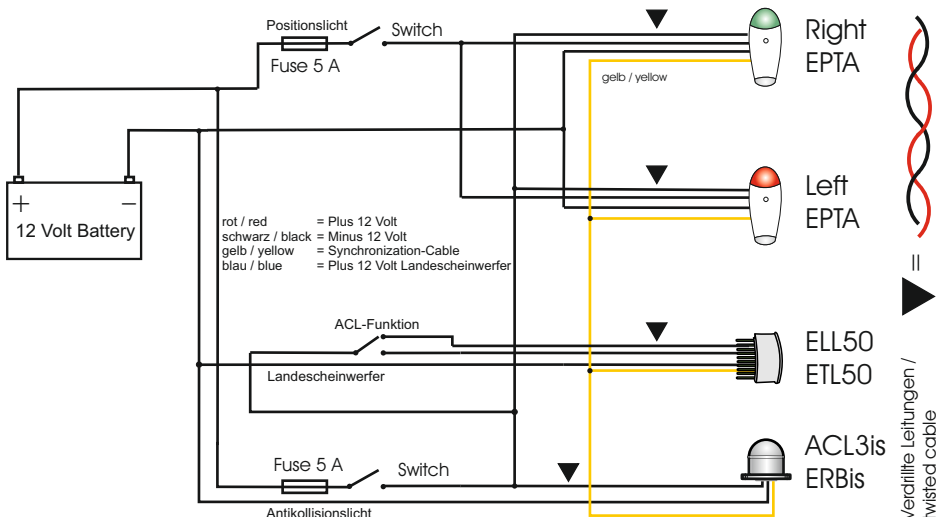 Positionslicht
Switch
Fuse 5 A
Right
EPTA
gelb / yellow
+ −
12 Volt Battery
Left
EPTA
rot / red = Plus 12 Volt
schwarz / black = Minus 12 Volt
gelb / yellow = Synchronization-Cable
blau / blue = Plus 12 Volt Landescheinwerfer
=
ACL-Funktion
Landescheinwerfer
ELL50
ETL50
Fuse 5 A
Switch
Antikollisionslicht
ACL3is
ERBis
Verdrillte Leitungen /
twisted cable